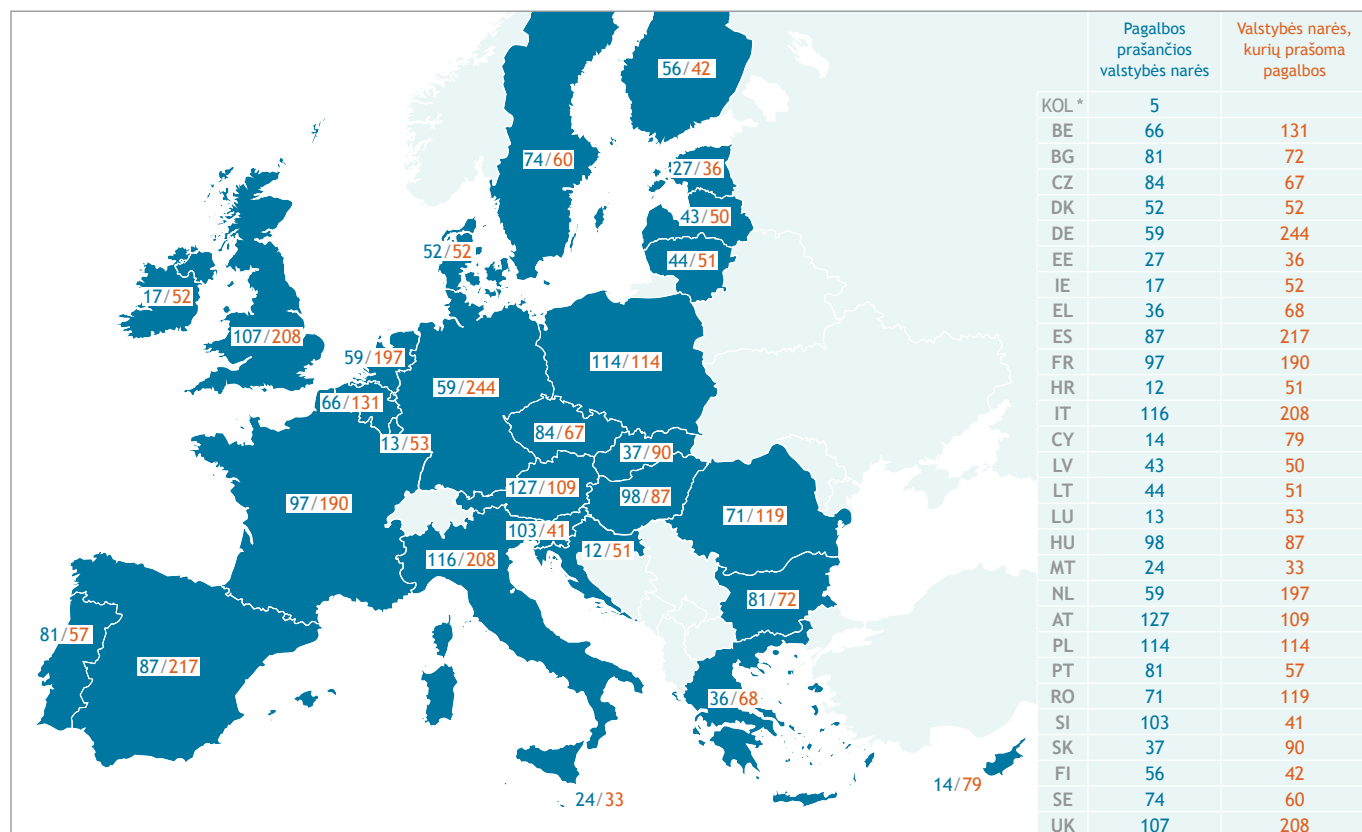 56/42
74/60
27/36
43/50
52/52
44/51
17/52
107/208
59/197
114/114
59/244
66/131
84/67
13/53
37/90
127/109
98/87
97/190
71/119
103/41
12/51
116/208
81/72
81/57
87/217
36/68
14/79
24/33
Pagalbos
prašančios
valstybės narės
Valstybės narės,
kurių prašoma
pagalbos
KOL * 5
BE 66 131
BG 81 72
CZ 84 67
DK 52 52
DE 59 244
EE 27 36
IE 17 52
EL 36 68
ES 87 217
FR 97 190
HR 12 51
IT 116 208
CY 14 79
LV 43 50
LT 44 51
LU 13 53
HU 98 87
MT 24 33
NL 59 197
AT 127 109
PL 114 114
PT 81 57
RO 71 119
SI 103 41
SK 37 90
FI 56 42
SE 74 60
UK 107 208